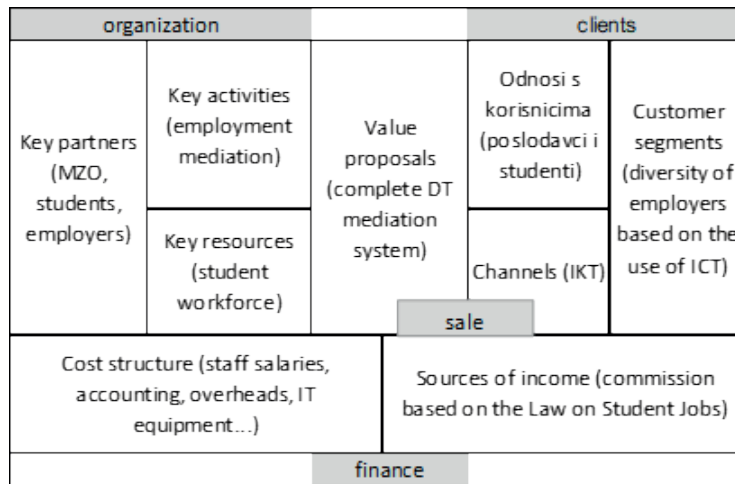 organization
clients
Key partners
(MZO,
students,
employers)
Key activities
(employment
mediation)
Key resources
(student
workforce)
Value
proposals
(complete DT
mediation
system)
Odnosi s
korisnicima
(poslodavci i
studenti)
Channels (IKT)
Customer
segments
(diversity of
employers
based on the
use of ICT)
sale
Cost structure (staff salaries,
accounting, overheads, IT
equipment...)
Sources of income (commission
based on the Law on Student Jobs)
finance